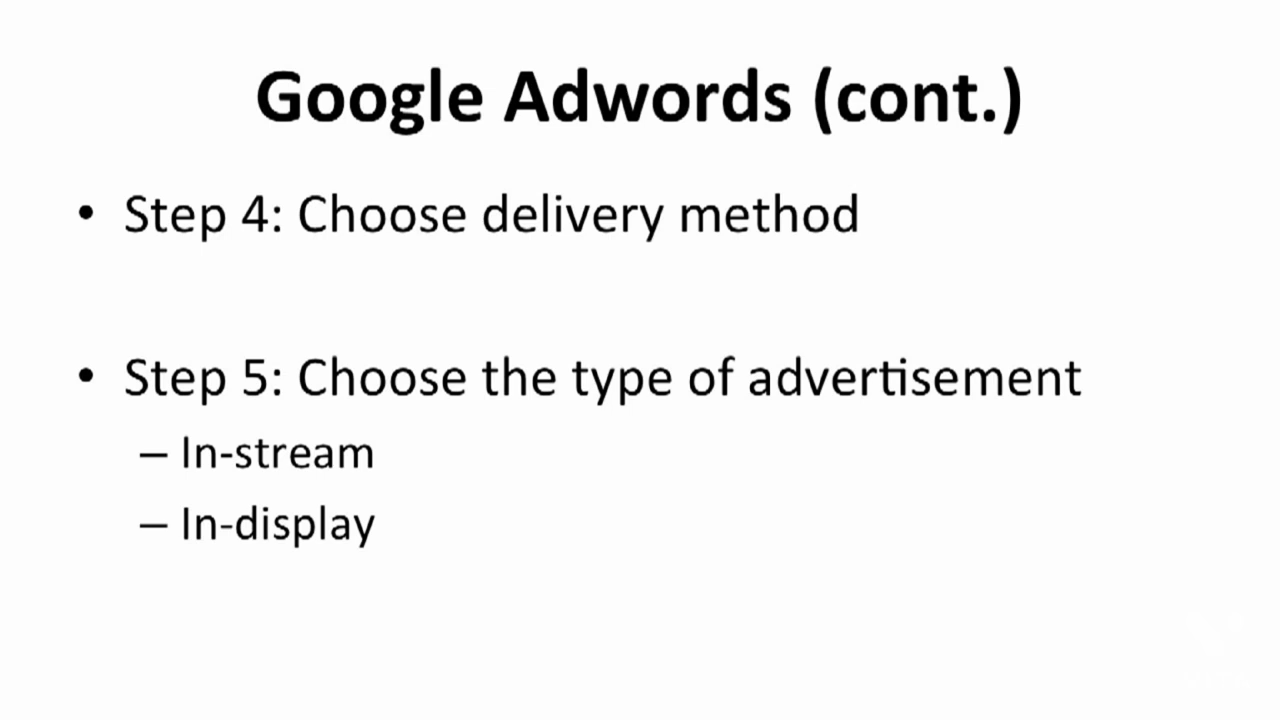 Google Adwords (cont.)
• Step 4: Choose delivery method
• Step 5: Choose the type of advertisement
– In-stream
– In-display